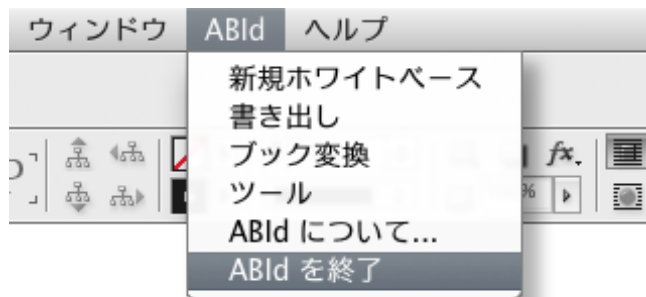 ウィンドウ ABId ヘルプ
新規ホワイトベース
書き出し
ブック変換
ツール
ABId について...
ABId を終了
fx.
%